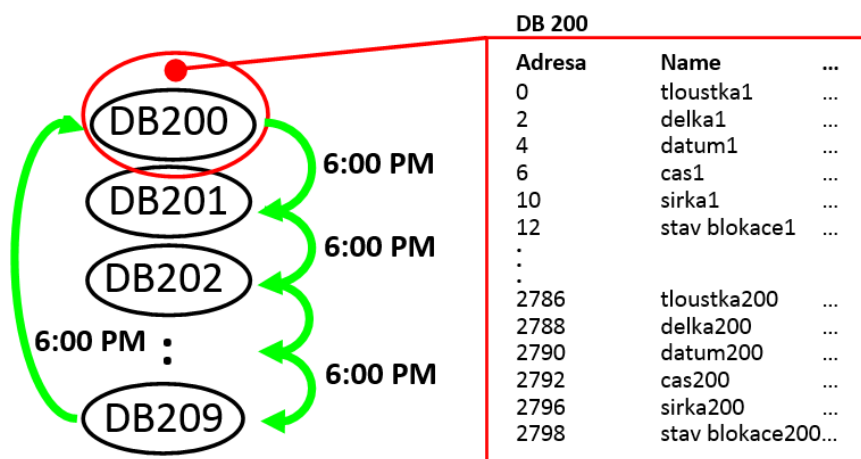 DB200
6:00 PM
DB201
6:00 PM
DB202
6:00 PM :
6:00 PM
DB209
DB 200
Adresa Name ...
0 tloustka1 ...
2 delka1 ...
4 datum1 ...
6 cas1 ...
10 sirka1 ...
12 stav blokace1 ...
:
:
2786 tloustka200 ...
2788 delka200 ...
2790 datum200 ...
2792 cas200 ...
2796 sirka200 ...
2798 stav blokace200...